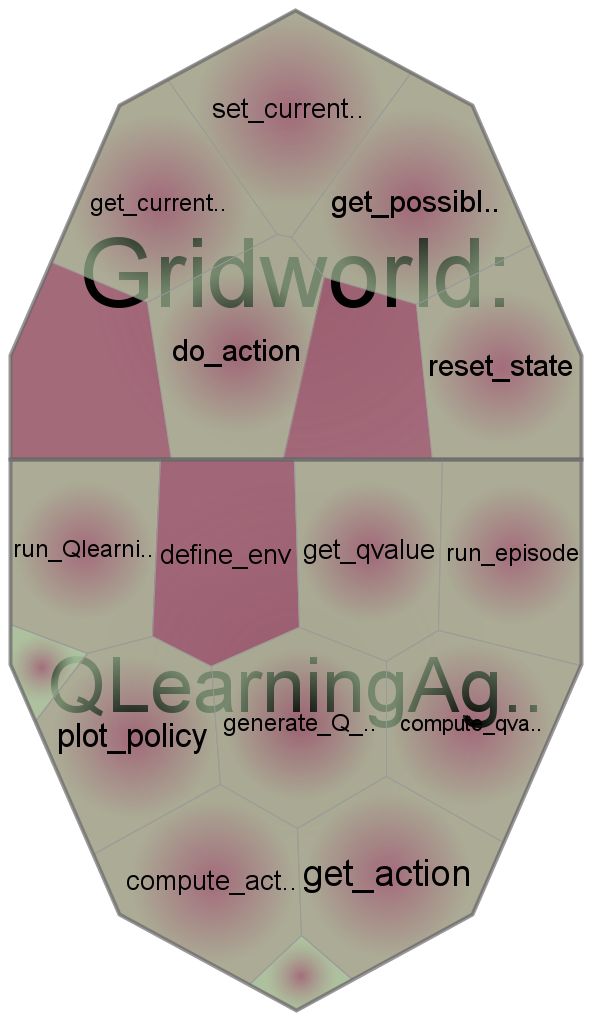 set_current..
get_current..
get_possibl..
Gridworld:
do_action
reset_state
run_Qlearni..
define_env
get_qvalue
run_episode
QLearningAg..
plot_policy
generate_Q_..
compute_qva..
compute_act..
get_action